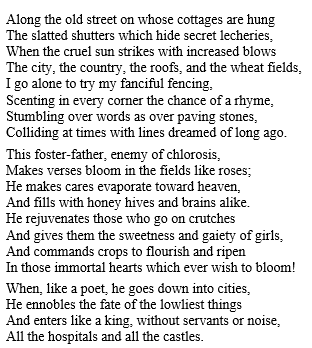 Along the old street on whose cottages are hung
The slatted shutters which hide secret lecheries,
When the cruel sun strikes with increased blows
The city, the country, the roofs, and the wheat fields,
I go alone to try my fanciful fencing,
Scenting in every corner the chance of a rhyme,
Stumbling over words as over paving stones,
Colliding at times with lines dreamed of long ago.
This foster-father, enemy of chlorosis,
Makes verses bloom in the fields like roses;
He makes cares evaporate toward heaven,
And fills with honey hives and brains alike.
He rejuvenates those who go on crutches
And gives them the sweetness and gaiety of girls,
And commands crops to flourish and ripen
In those immortal hearts which ever wish to bloom!
When, like a poet, he goes down into cities,
He ennobles the fate of the lowliest things
And enters like a king, without servants or noise,
All the hospitals and all the castles.